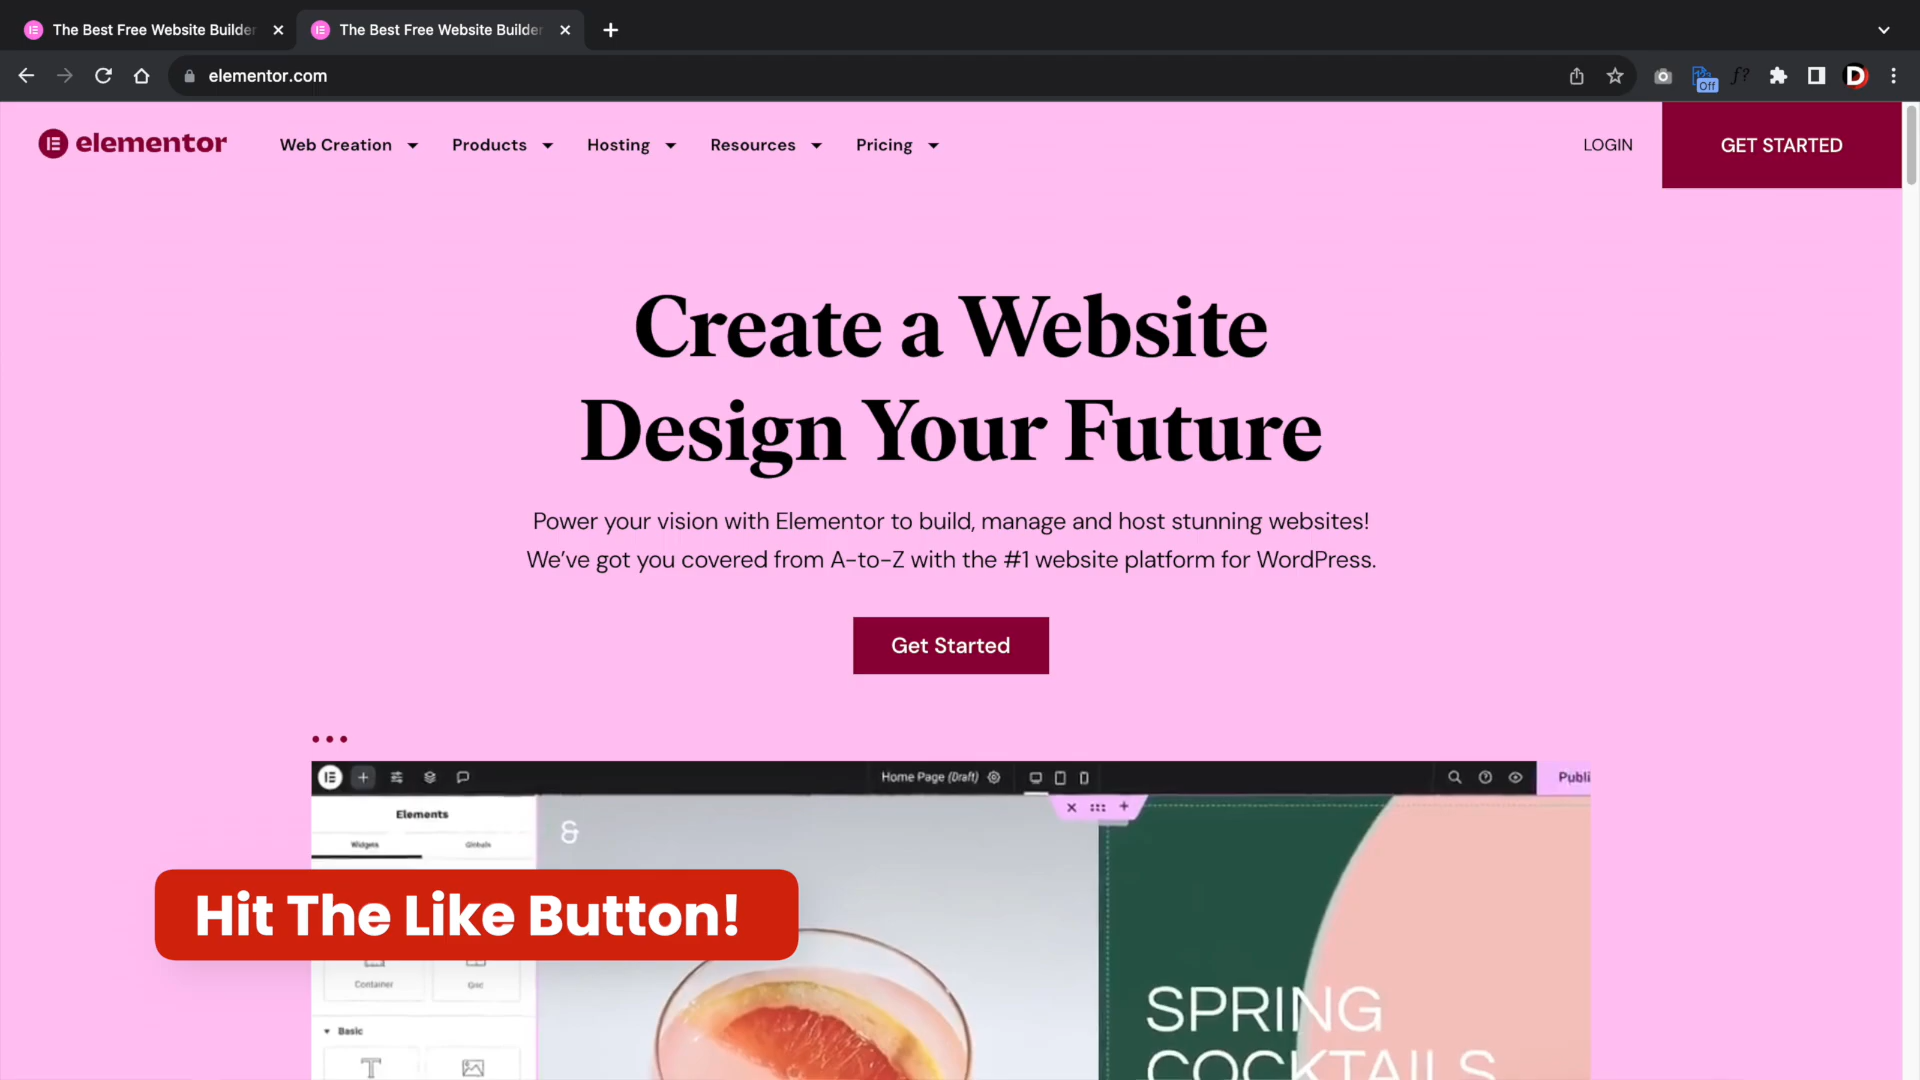 The Best Free Website Builder
The Best Free Website Builder
elementor.com
Off
f?
D
elementor
Web Creation
Products
Hosting
Resources
Pricing
LOGIN
GET STARTED
Create a Website
Design Your Future
Power your vision with Elementor to build, manage and host stunning websites!
We've got you covered from A-to-Z with the #1 website platform for WordPress.
Get Started
Home Page (Draft)
Publi
Elements
Widgets
Globals
&
Hit The Like Button!
Container
Grid
Basic
SPRING
COCKTAILS